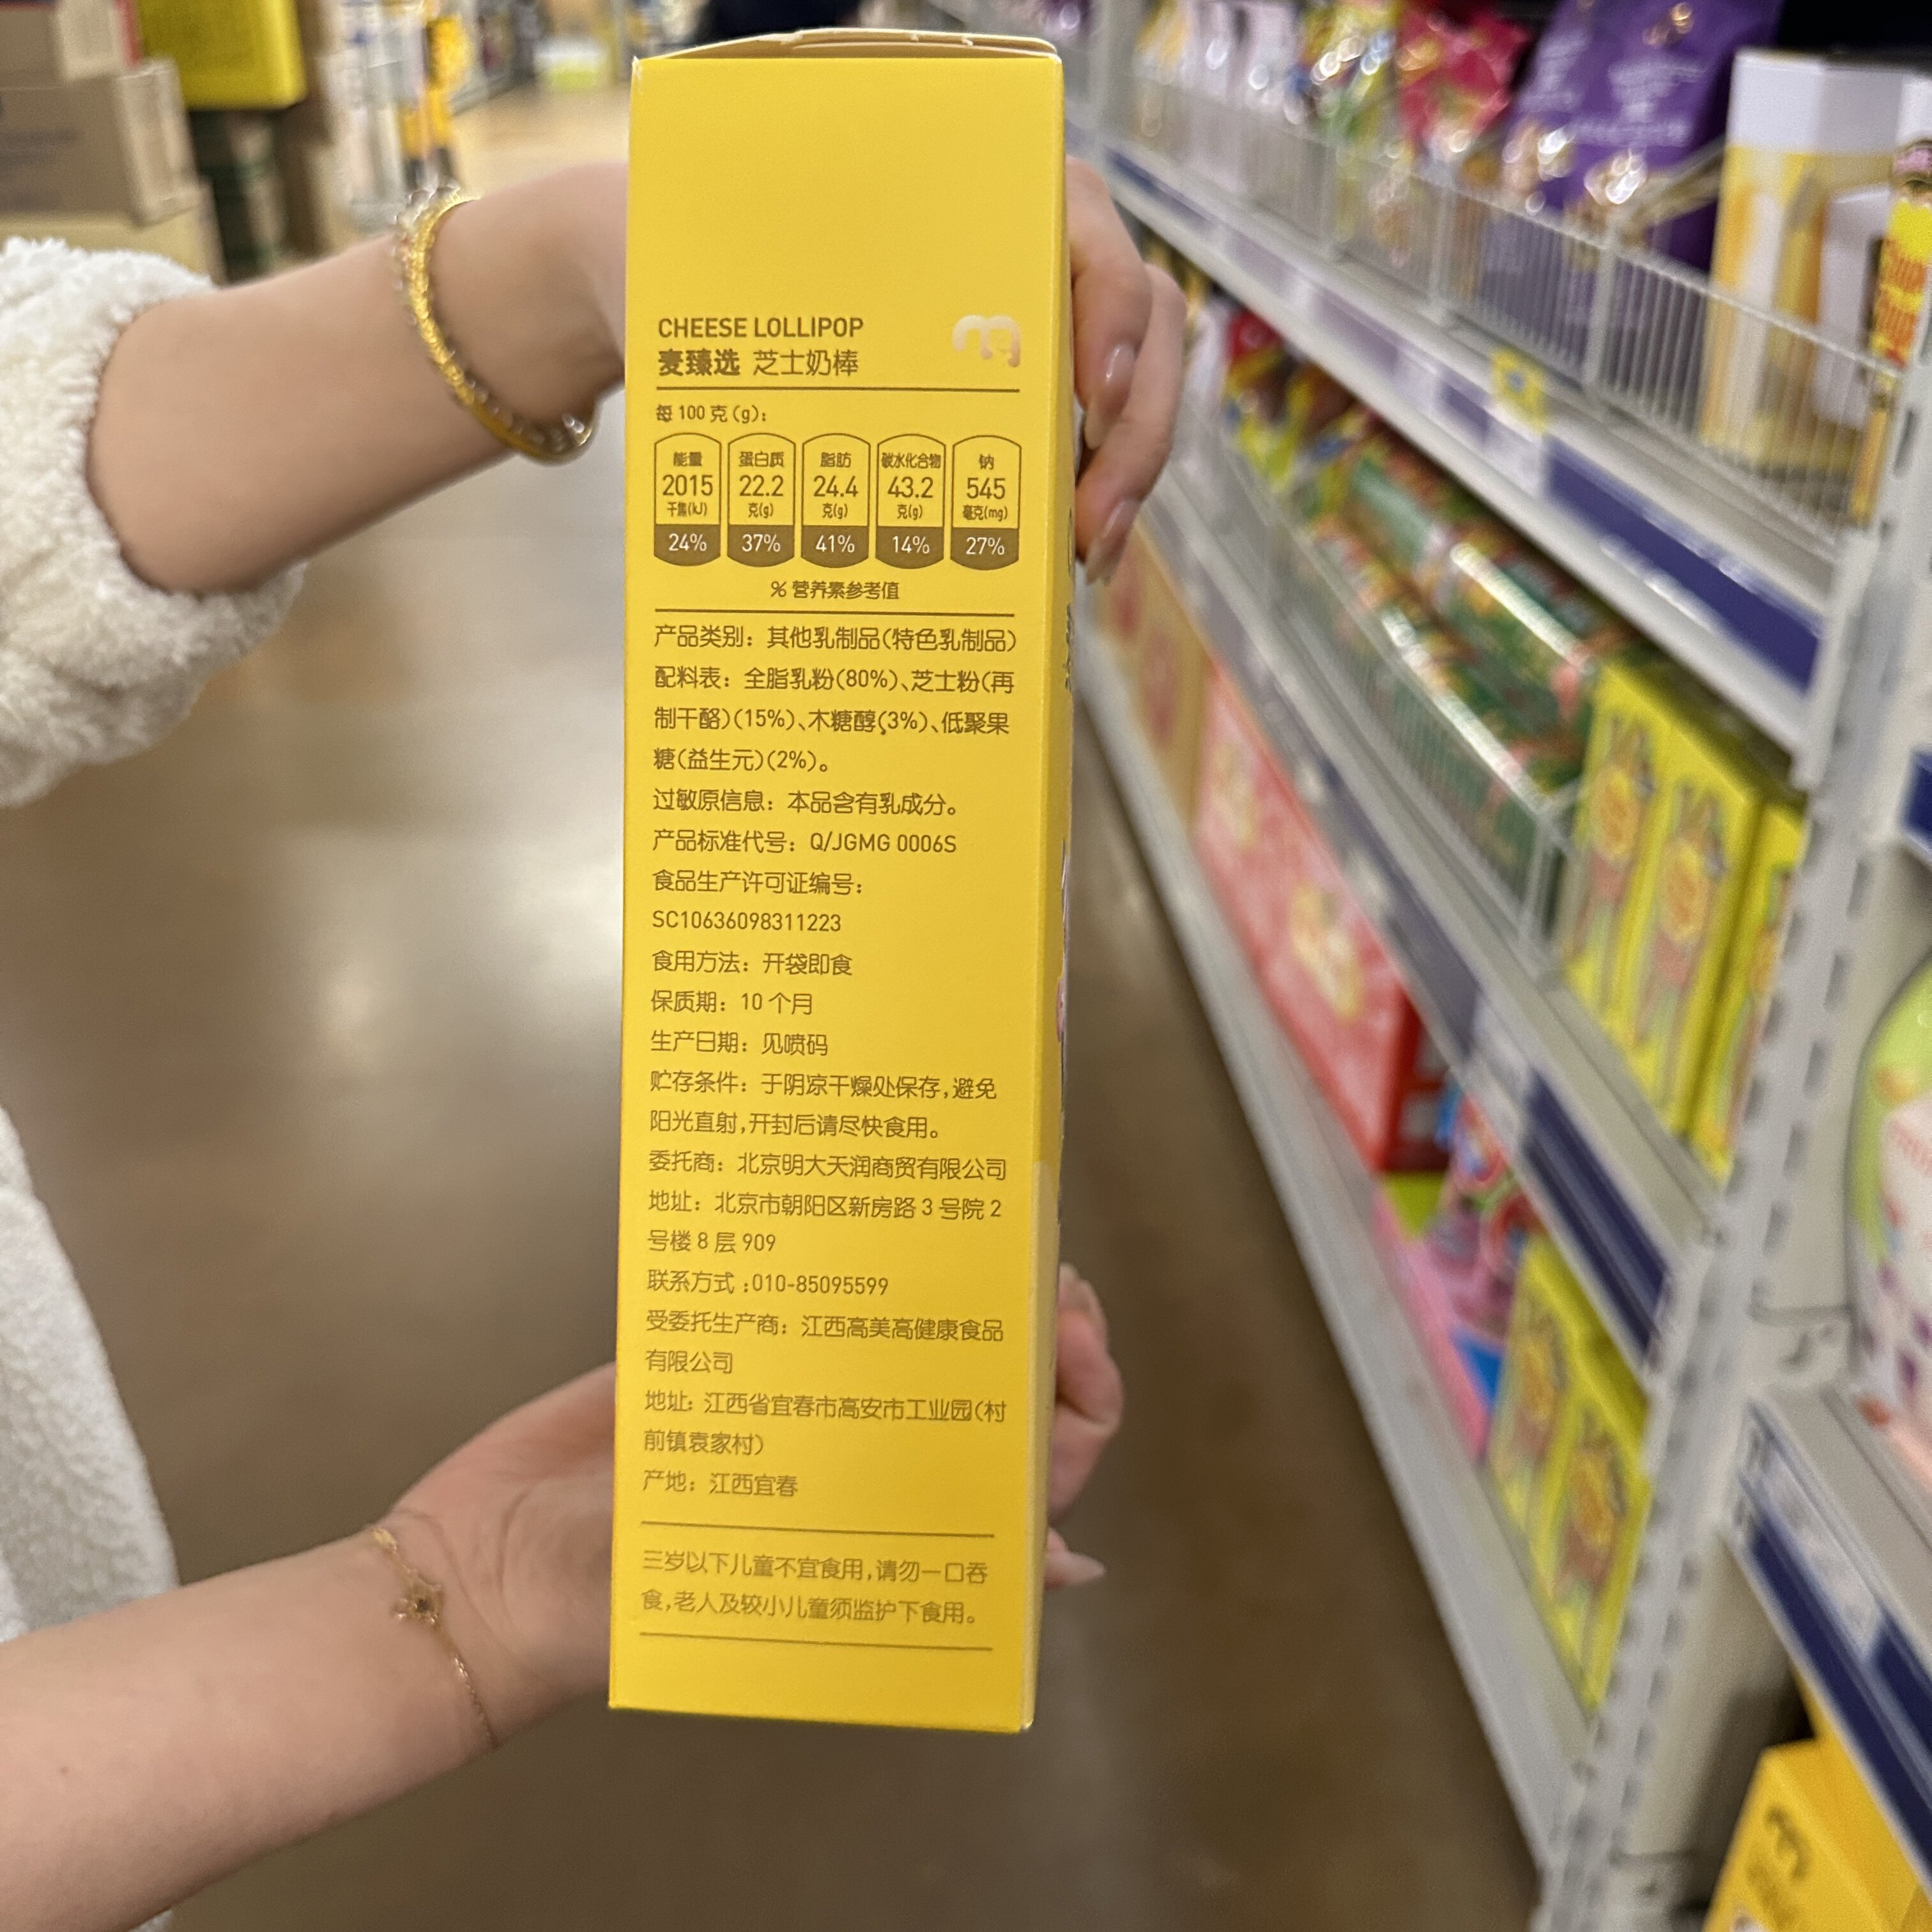 CHEESE LOLLIPOP
麦臻选 芝士奶棒
每 100 克(g):
能量 蛋白质 脂肪 碳水化合物 钠
2015 22.2 24.4 43.2 545
千焦(kJ) 克(g) 克(g) 克(g) 毫克(mg)
24% 37% 41% 14% 27%
% 营养素参考值
产品类别：其他乳制品(特色乳制品)
配料表：全脂乳粉(80%)、芝士粉(再
制干酪)(15%)、木糖醇(3%)、低聚果
糖(益生元)(2%)。
过敏原信息：本品含有乳成分。
产品标准代号：Q/JGMG 0006S
食品生产许可证编号：
SC10636098311223
食用方法：开袋即食
保质期：10 个月
生产日期：见喷码
贮存条件：于阴凉干燥处保存,避免
阳光直射,开封后请尽快食用。
委托商：北京明大天润商贸有限公司
地址：北京市朝阳区新房路 3 号院 2
号楼 8 层 909
联系方式:010-85095599
受委托生产商：江西高美高健康食品
有限公司
地址：江西省宜春市高安市工业园(村
前镇袁家村)
产地：江西宜春
三岁以下儿童不宜食用,请勿一口吞
食,老人及较小儿童须监护下食用。